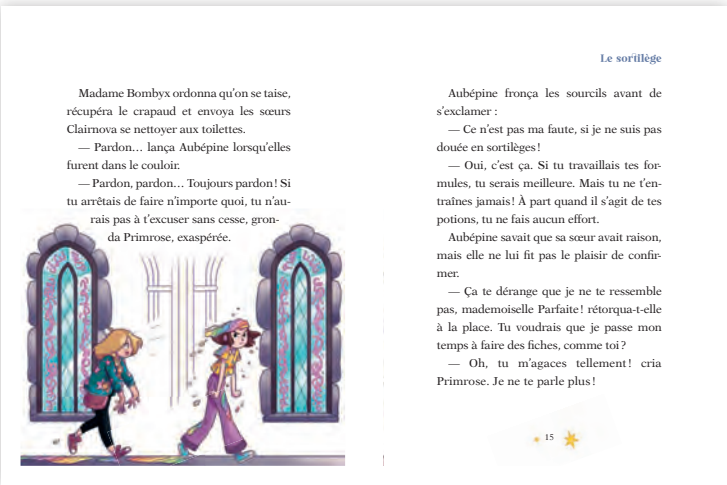 Madame Bombyx ordonna qu'on se taise,
récupéra le crapaud et envoya les sœurs
Clairnova se nettoyer aux toilettes.
— Pardon… lança Aubépine lorsqu'elles
furent dans le couloir.
— Pardon, pardon… Toujours pardon ! Si
tu arrêtais de faire n'importe quoi, tu n'au-
rais pas à t'excuser sans cesse, gron-
da Primrose, exaspérée.
Le sortilège
Aubépine fronça les sourcils avant de
s'exclamer :
— Ce n'est pas ma faute, si je ne suis pas
douée en sortilèges !
— Oui, c'est ça. Si tu travaillais tes for-
mules, tu serais meilleure. Mais tu ne t'en-
traînes jamais ! À part quand il s'agit de tes
potions, tu ne fais aucun effort.
Aubépine savait que sa sœur avait raison,
mais elle ne lui fit pas le plaisir de confir-
mer.
— Ça te dérange que je ne te ressemble
pas, mademoiselle Parfaite ! rétorqua-t-elle
à la place. Tu voudrais que je passe mon
temps à faire des fiches, comme toi ?
— Oh, tu m'agaces tellement ! cria
Primrose. Je ne te parle plus !
15